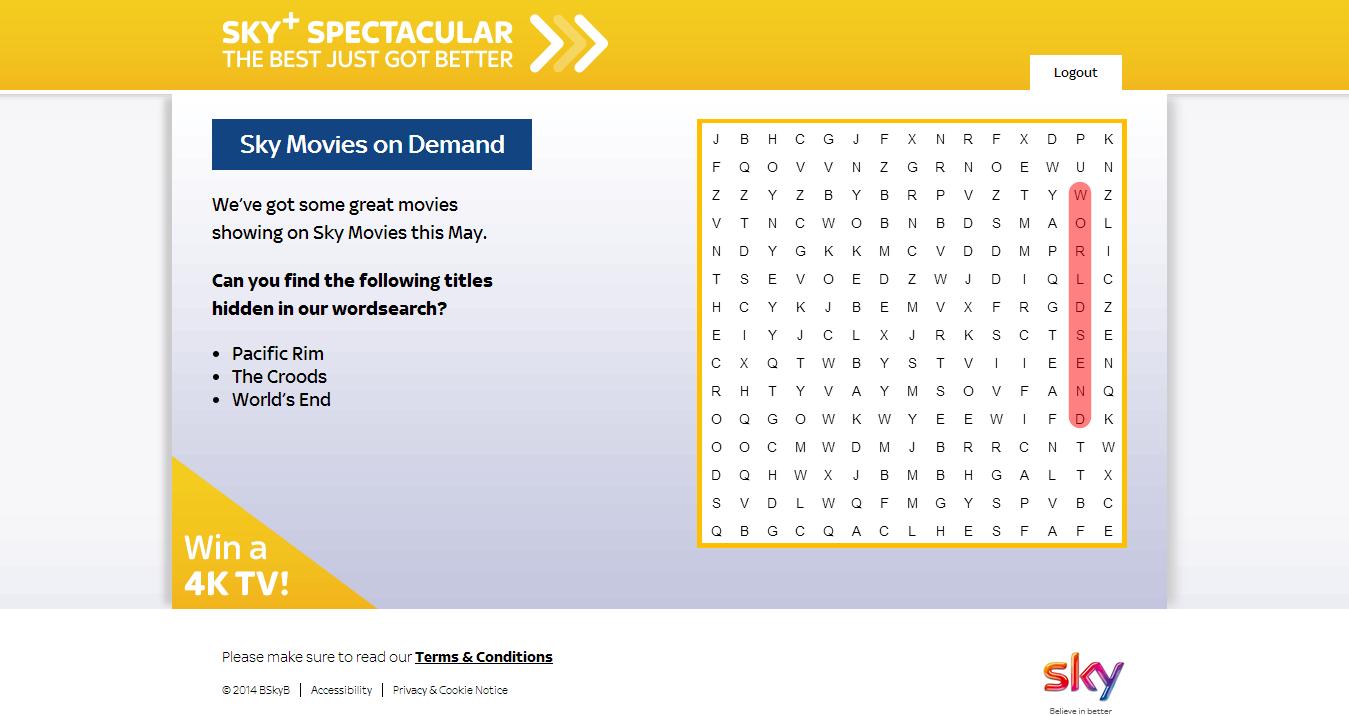 SKY+ SPECTACULAR
THE BEST JUST GOT BETTER
Logout
Sky Movies on Demand
We've got some great movies
showing on Sky Movies this May.
Can you find the following titles
hidden in our wordsearch?
• Pacific Rim
• The Croods
• World's End
J B H C G J F X N R F X D P K
F Q O V V N Z G R N O E W U N
Z Z Y Z B Y B R P V Z T Y W Z
V T N C W O B N B D S M A O L
N D Y G K K M C V D D M P R I
T S E V O E D Z W J D I Q L C
H C Y K J B E M V X F R G D Z
E I Y J C L X J R K S C T S E
C X Q T W B Y S T V I I E E N
R H T Y V A Y M S O V F A N Q
O Q G O W K W Y E E W I F D K
O O C M W D M J B R R C N T W
D Q H W X J B M B H G A L T X
S V D L W Q F M G Y S P V B C
Q B G C Q A C L H E S F A F E
Win a
4K TV!
Please make sure to read our Terms & Conditions
© 2014 BSkyB | Accessibility | Privacy & Cookie Notice
sky
Believe in better